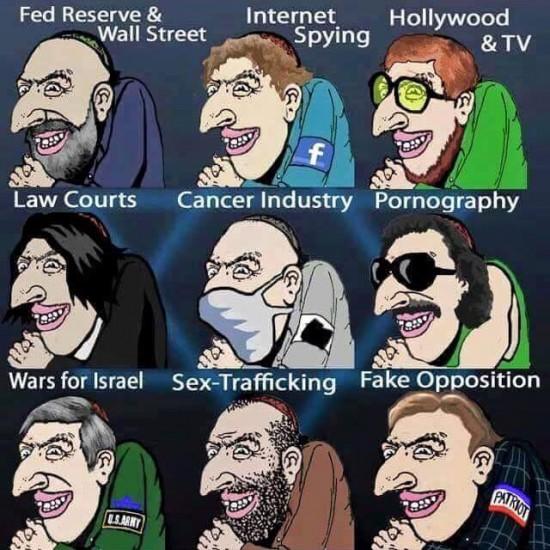 Fed Reserve &
Wall Street
Internet
Spying
Hollywood
& TV
f
Law Courts
Cancer Industry
Pornography
Wars for Israel
Sex-Trafficking
Fake Opposition
U.S.ARMY
PATRIOT